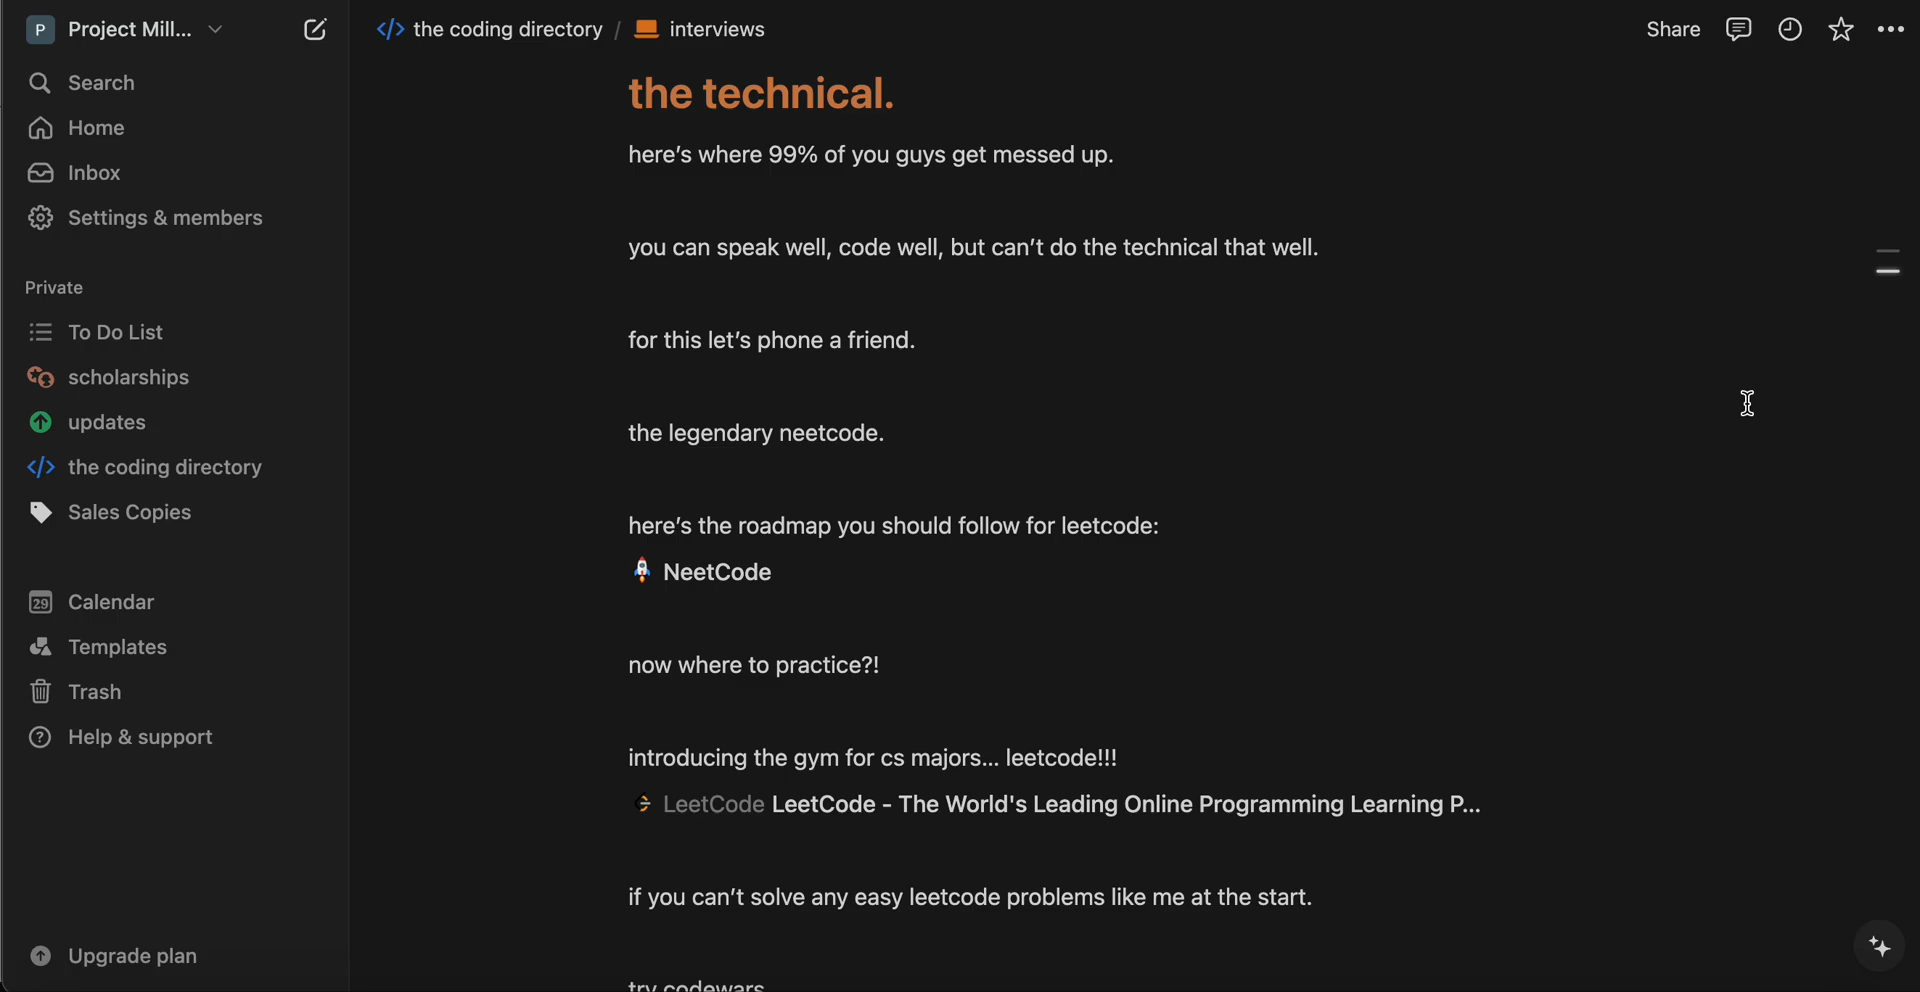 P Project Mill...
Search
Home
Inbox
Settings & members
Private
To Do List
scholarships
updates
</> the coding directory
Sales Copies
29 Calendar
Templates
Trash
Help & support
Upgrade plan
</> the coding directory / interviews
Share
the technical.
here's where 99% of you guys get messed up.
you can speak well, code well, but can't do the technical that well.
for this let's phone a friend.
the legendary neetcode.
here's the roadmap you should follow for leetcode:
NeetCode
now where to practice?!
introducing the gym for cs majors... leetcode!!!
LeetCode LeetCode - The World's Leading Online Programming Learning P...
if you can't solve any easy leetcode problems like me at the start.
try codewars